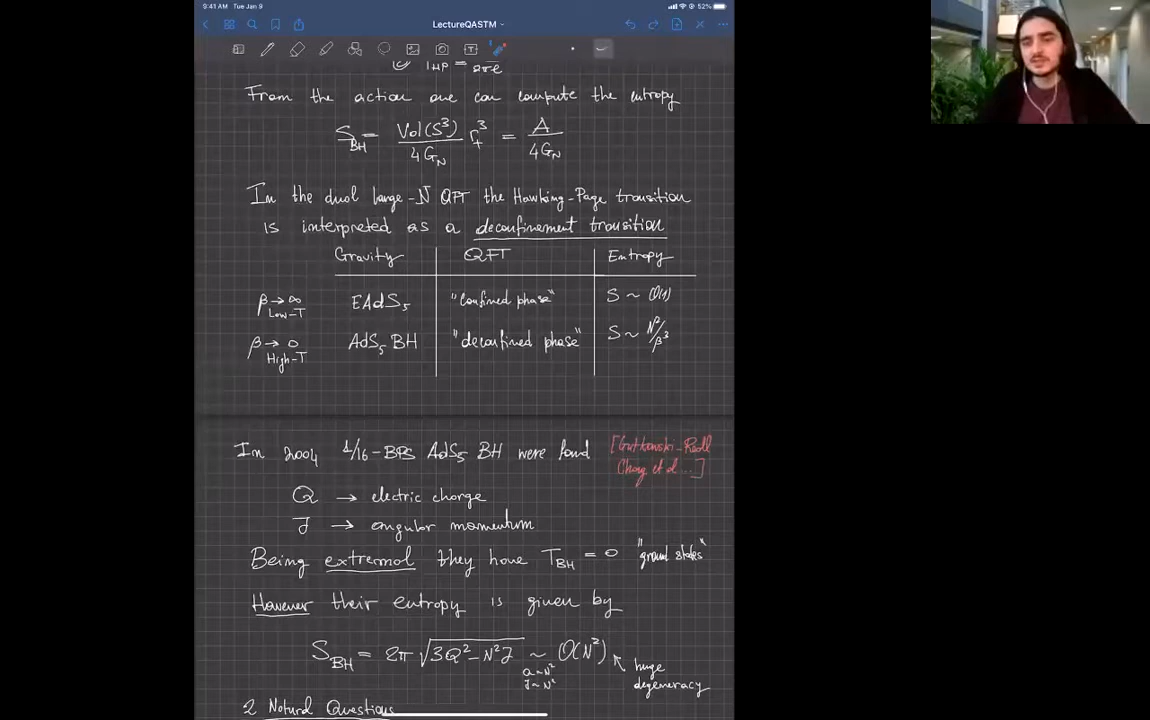 9:41 AM Tue Jan 9
52%
LectureQASTM
From the action one can compute the entropy
S_BH = Vol(S³)/4G_N r₊³ = A/4G_N
In the dual large-N QFT the Hawking-Page transition
is interpreted as a deconfinement transition
Gravity QFT Entropy
β → ∞ Low-T EAdS₅ "confined phase" S ~ O(1)
β → 0 High-T AdS₅ BH "deconfined phase" S ~ N²/β³
In 2004 1/16-BPS AdS₅ BH were found [Gutkowski-Reall
Chong et al ...]
Q → electric charge
J → angular momentum
Being extremal they have T_BH = 0 "ground states"
However their entropy is given by
S_BH = 2π √3Q² - N²J ~ O(N²) huge
Q~N² J~N² degeneracy
2 Natural Questions